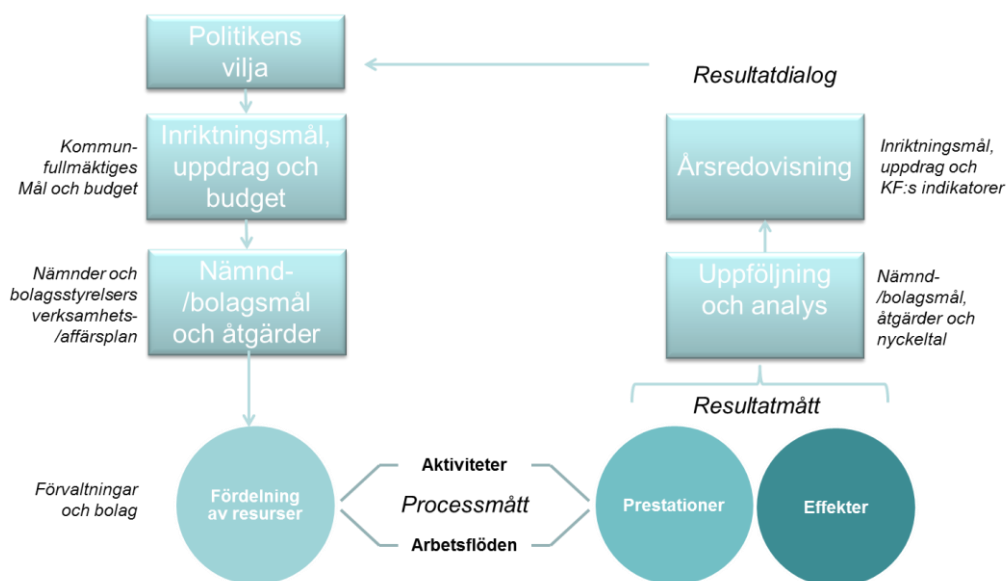 Politikens
vilja
Resultatdialog
Kommun-
fullmäktiges
Mål och budget
Inriktningsmål,
uppdrag och
budget
Årsredovisning
Inriktningsmål,
uppdrag och
KF:s indikatorer
Nämnder och
bolagsstyrelsers
verksamhets-
/affärsplan
Nämnd-
/bolagsmål
och åtgärder
Uppföljning
och analys
Nämnd-
/bolagsmål,
åtgärder och
nyckeltal
Resultatmått
Förvaltningar
och bolag
Fördelning
av resurser
Aktiviteter
Processmått
Arbetsflöden
Prestationer
Effekter